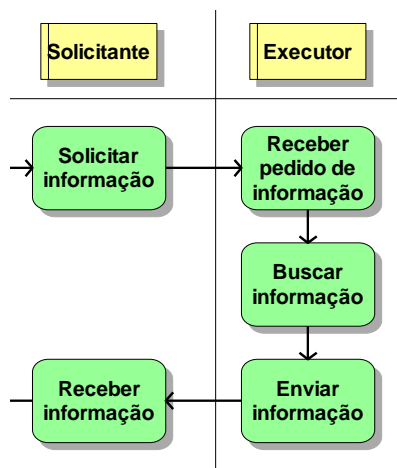 Solicitante
Executor
Solicitar
informação
Receber
pedido de
informação
Buscar
informação
Receber
informação
Enviar
informação